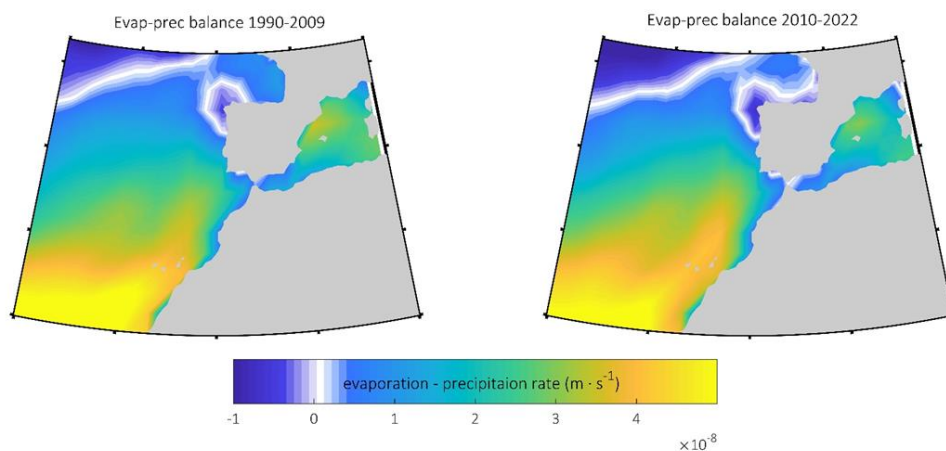 Evap-prec balance 1990-2009
Evap-prec balance 2010-2022
evaporation - precipitaion rate (m · s⁻¹)
-1 0 1 2 3 4
×10⁻⁸